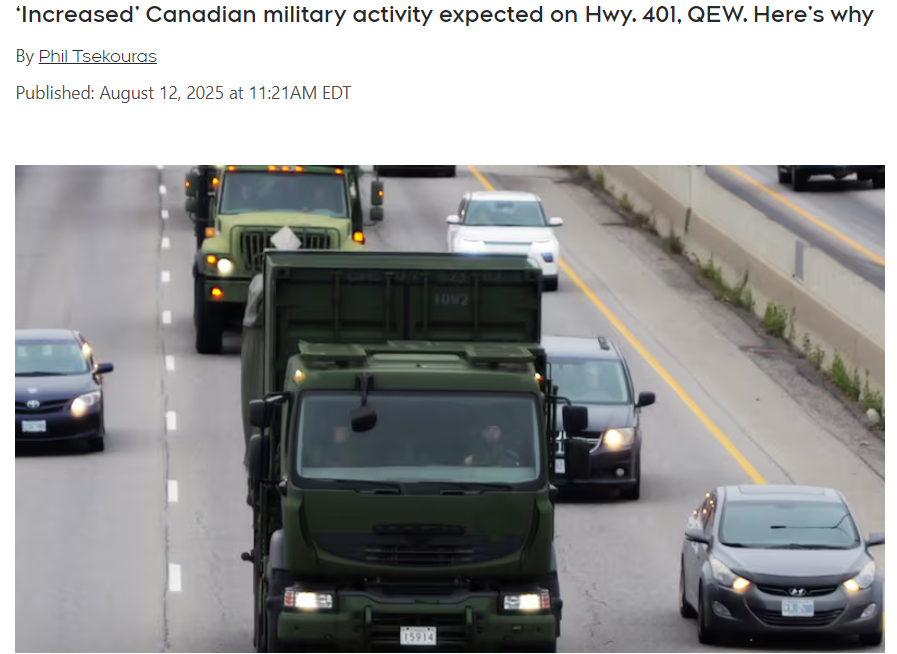 ‘Increased’ Canadian military activity expected on Hwy. 401, QEW. Here’s why
By Phil Tsekouras
Published: August 12, 2025 at 11:21AM EDT
1092
15914